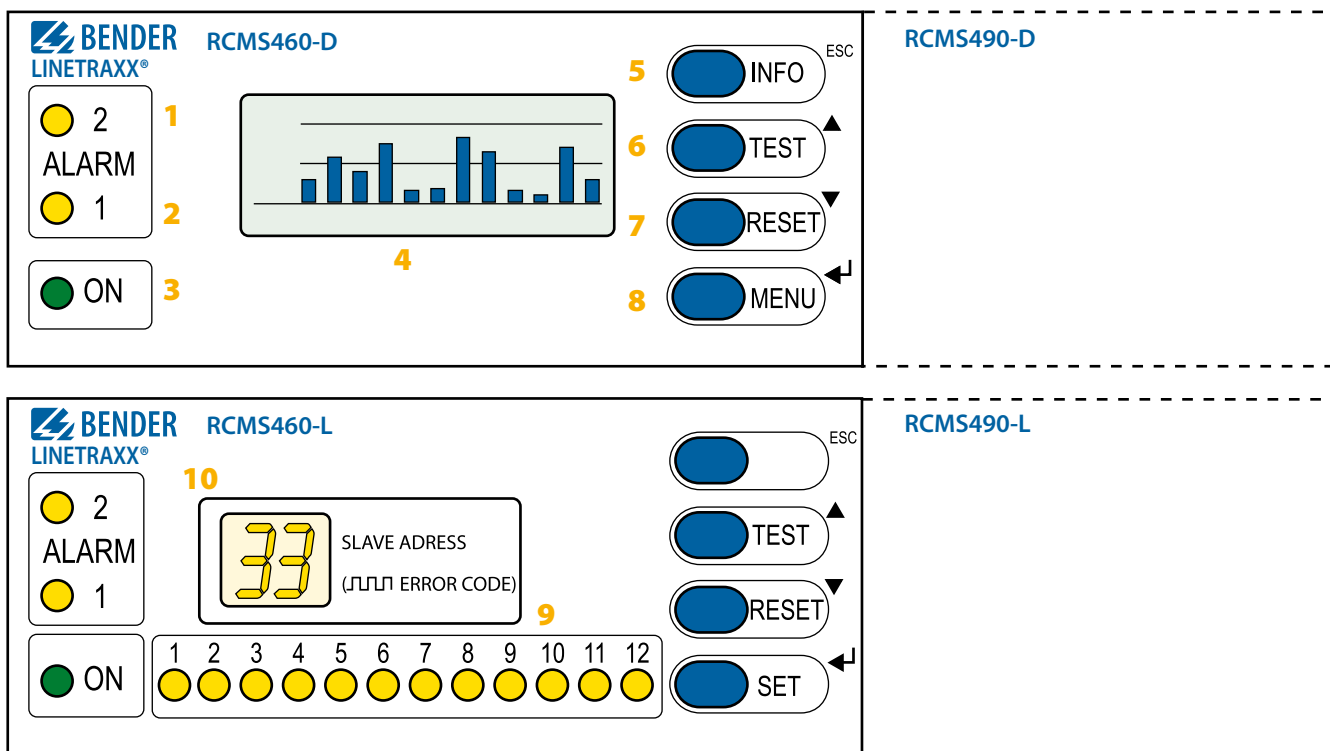 BENDER RCMS460-D
LINETRAXX®
RCMS490-D
2
ALARM
1
ON
1
2
3
4
5
INFO
ESC
6
TEST
7
RESET
8
MENU
BENDER RCMS460-L
LINETRAXX®
RCMS490-L
2
ALARM
1
ON
10
33
SLAVE ADRESS
( ERROR CODE)
9
1 2 3 4 5 6 7 8 9 10 11 12
ESC
TEST
RESET
SET